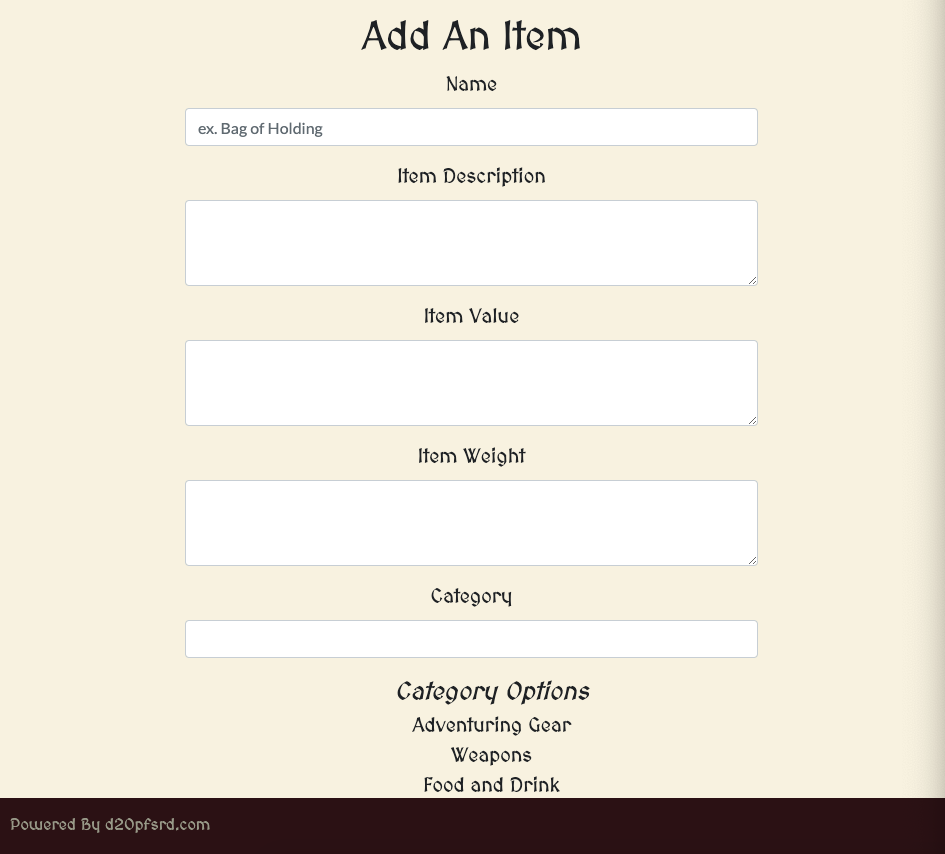 Add An Item
Name
ex. Bag of Holding
Item Description
Item Value
Item Weight
Category
Category Options
Adventuring Gear
Weapons
Food and Drink
Powered By d20pfsrd.com